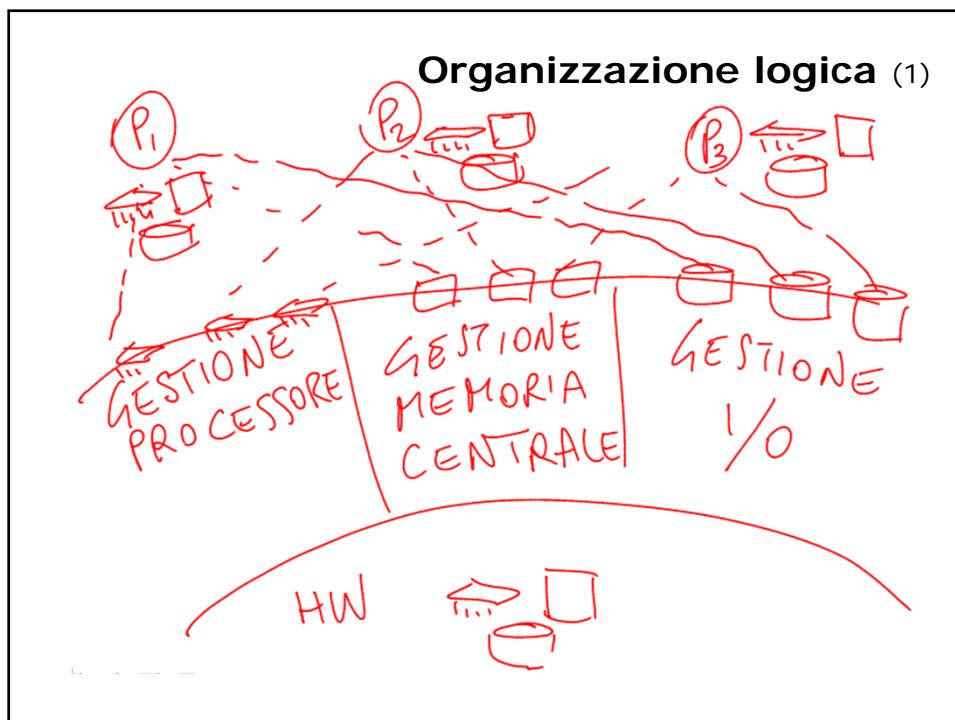 Organizzazione logica (1)
P1
P2
P3
GESTIONE
PROCESSORE
GESTIONE
MEMORIA
CENTRALE
GESTIONE
I/O
HW